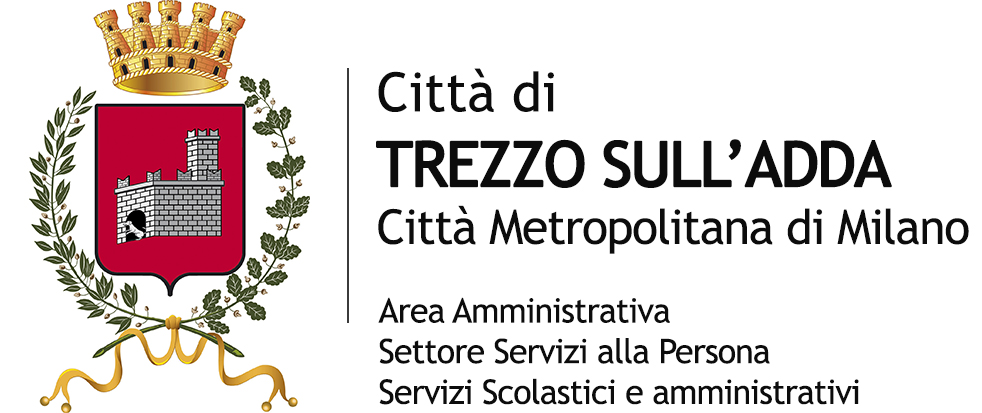 Città di
TREZZO SULL’ADDA
Città Metropolitana di Milano
Area Amministrativa
Settore Servizi alla Persona
Servizi Scolastici e amministrativi